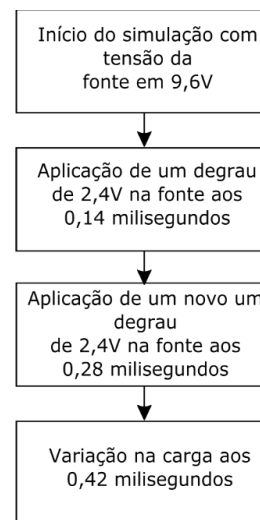 Início do simulação com
tensão da
fonte em 9,6V
Aplicação de um degrau
de 2,4V na fonte aos
0,14 milisegundos
Aplicação de um novo um
degrau
de 2,4V na fonte aos
0,28 milisegundos
Variação na carga aos
0,42 milisegundos